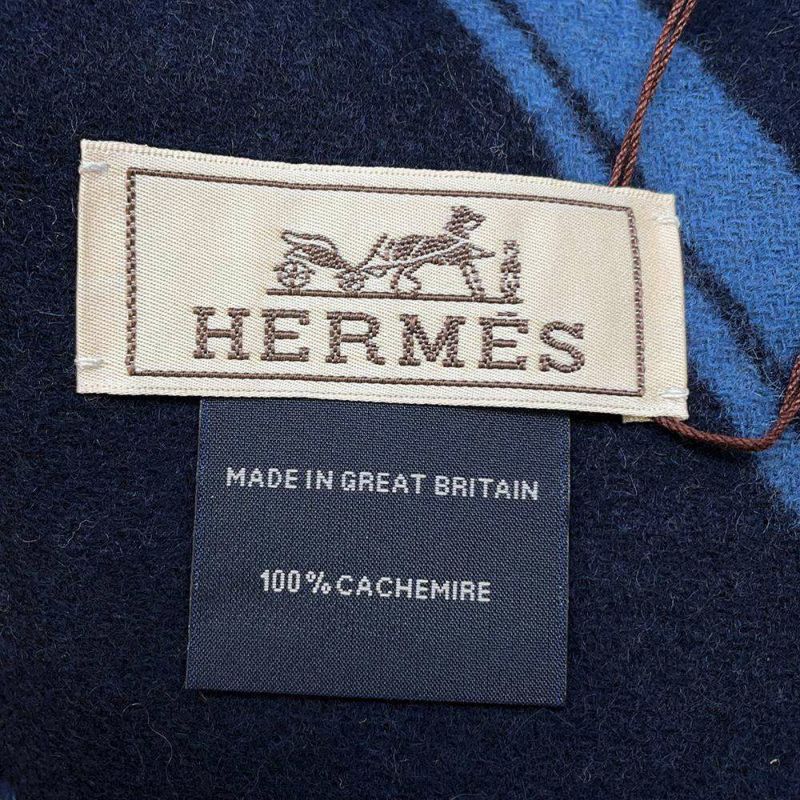 HERMÈS
MADE IN GREAT BRITAIN
100% CACHEMIRE